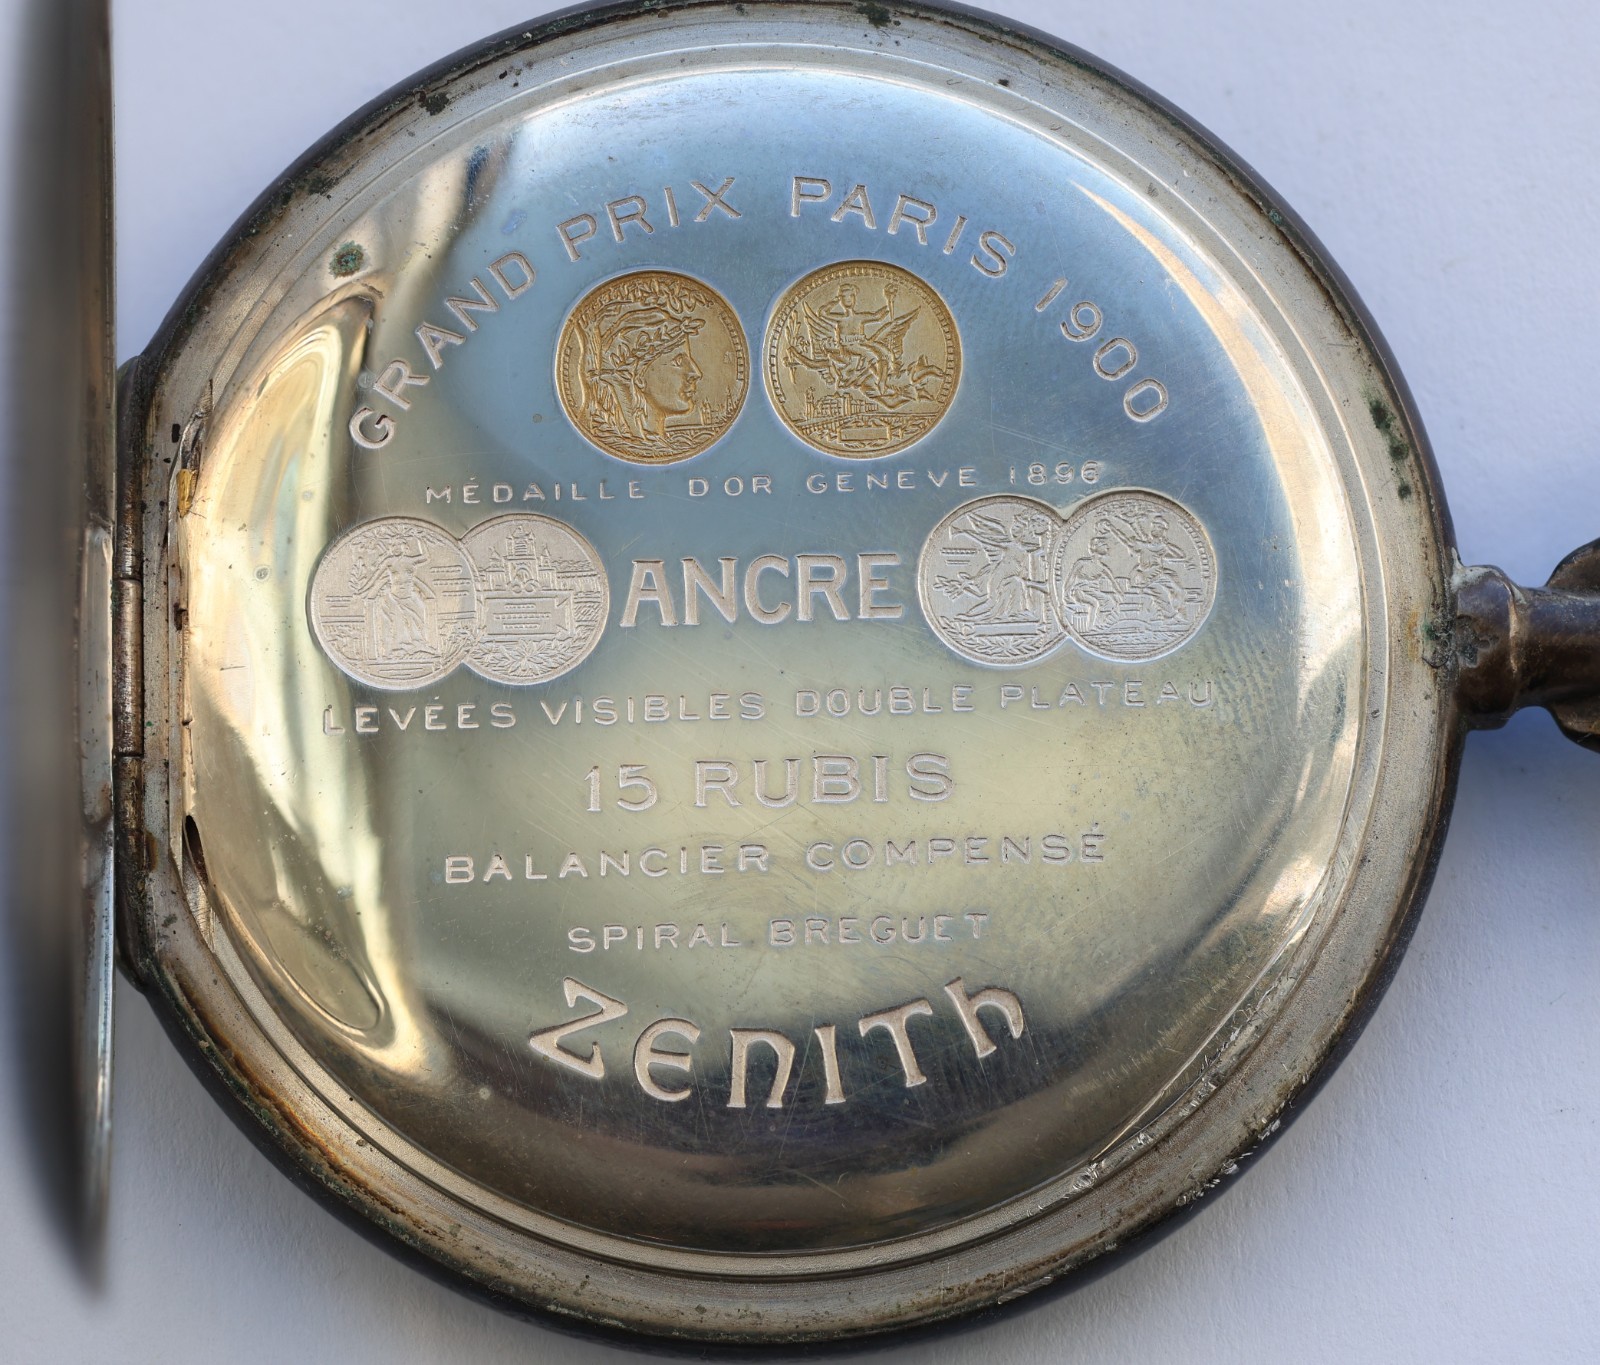 GRAND PRIX PARIS 1900
MÉDAILLE D'OR GENEVE 1896
ANCRE
LEVÉES VISIBLES DOUBLE PLATEAU
15 RUBIS
BALANCIER COMPENSÉ
SPIRAL BREGUET
ZENITh